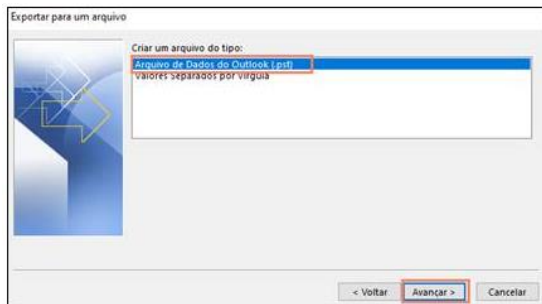 Exportar para um arquivo
Criar um arquivo do tipo:
Arquivo de Dados do Outlook (.pst)
Valores Separados por Vírgula
< Voltar
Avançar >
Cancelar